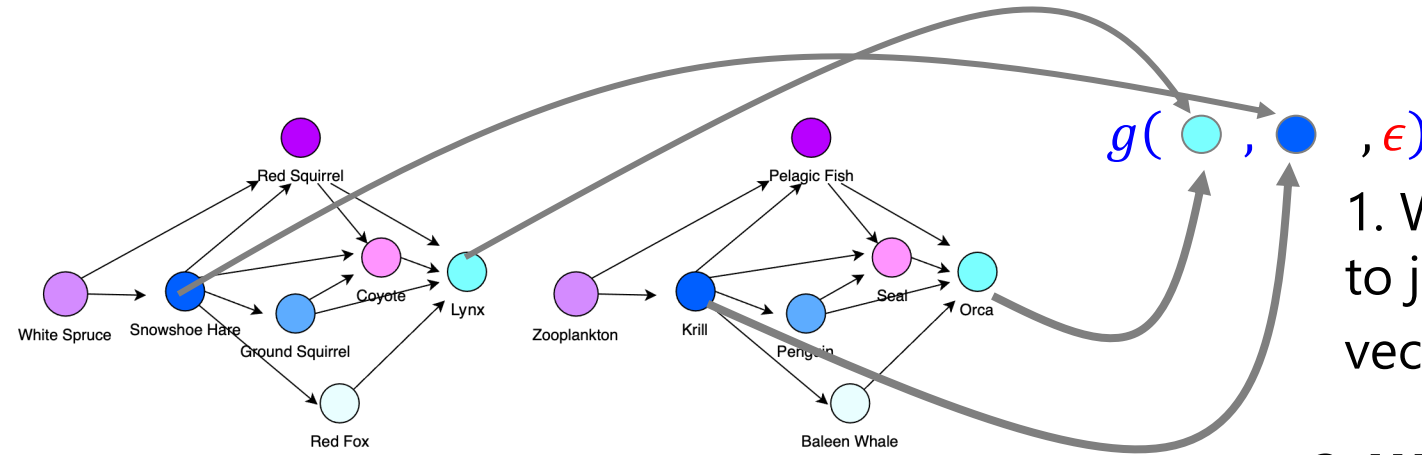 g( , , ϵ)
Red Squirrel
Pelagic Fish
1. W
to j
Coyote
Seal
Lynx
Orca
White Spruce
Snowshoe Hare
Zooplankton
Krill
Ground Squirrel
Penguin
vec
Red Fox
Baleen Whale